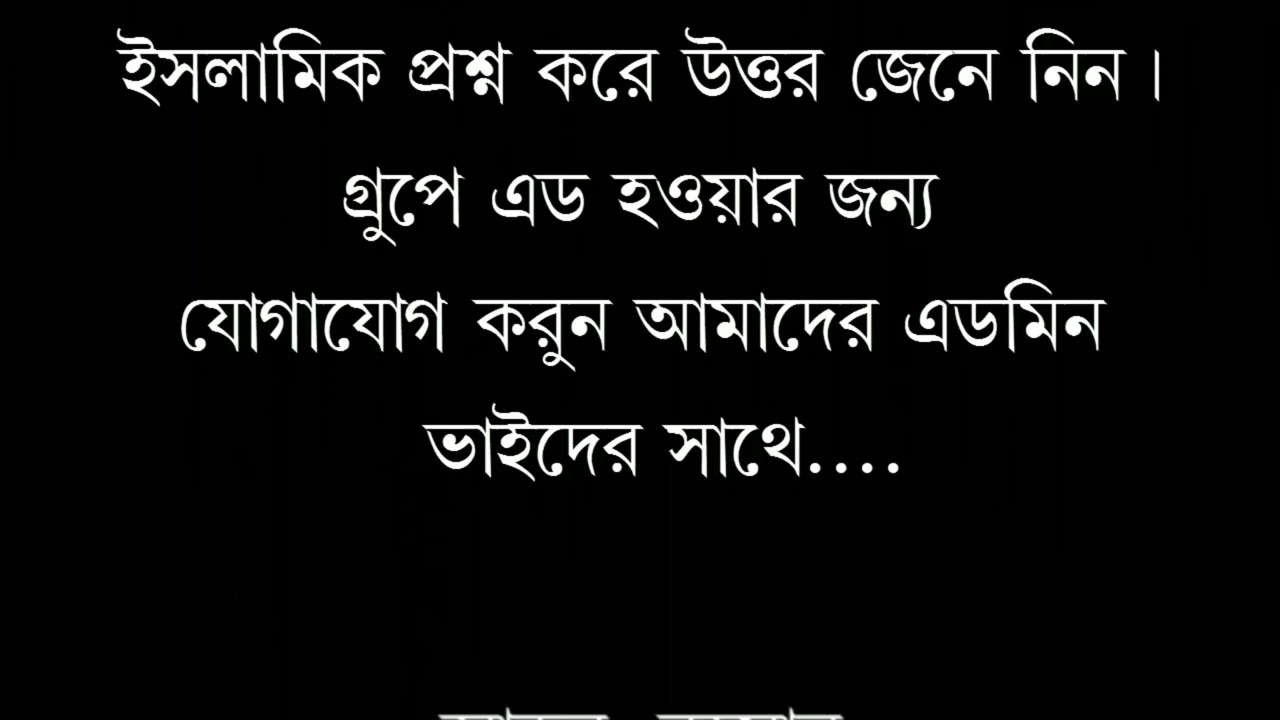 ইসলামিক প্রশ্ন করে উত্তর জেনে নিন।
গ্রুপে এড হওয়ার জন্য
যোগাযোগ করুন আমাদের এডমিন
ভাইদের সাথে....